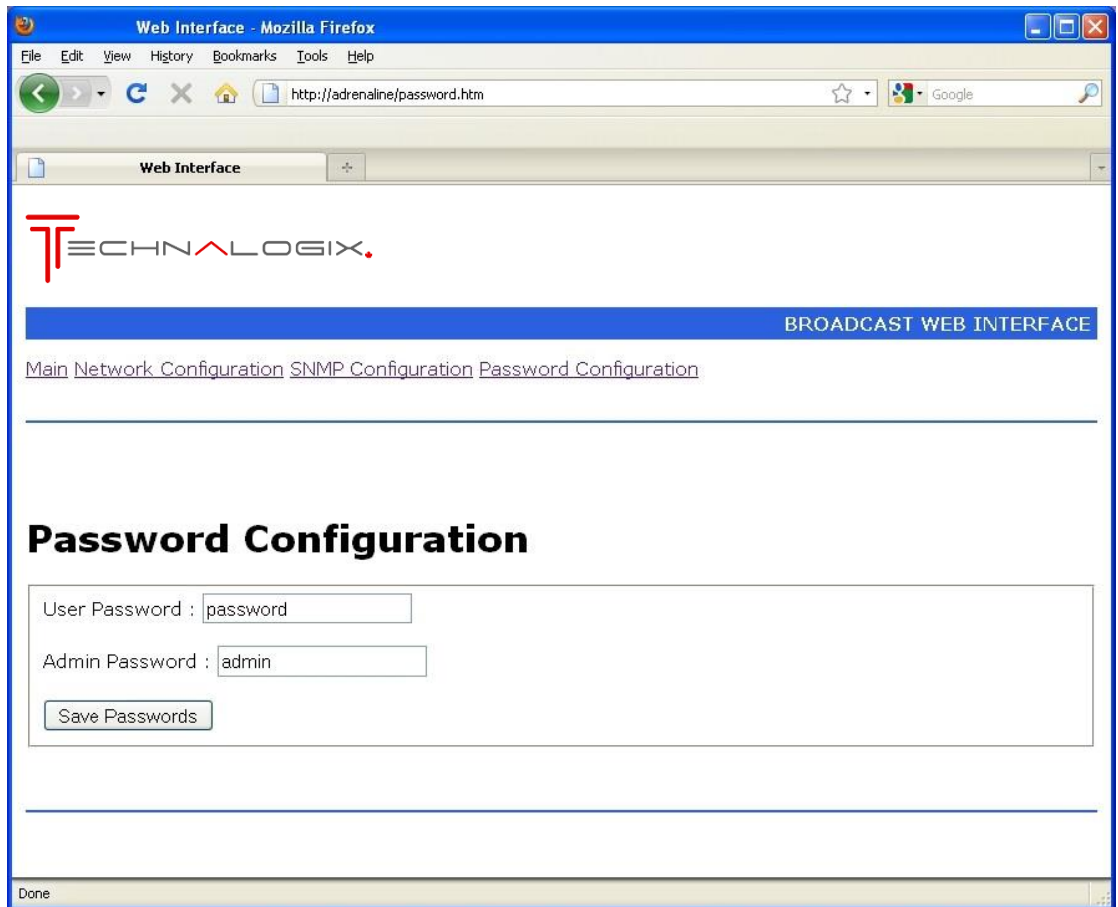 Web Interface - Mozilla Firefox
File Edit View History Bookmarks Tools Help
http://adrenaline/password.htm Google
Web Interface
TECHNALOGIX
BROADCAST WEB INTERFACE
Main Network Configuration SNMP Configuration Password Configuration
Password Configuration
User Password : password
Admin Password : admin
Save Passwords
Done